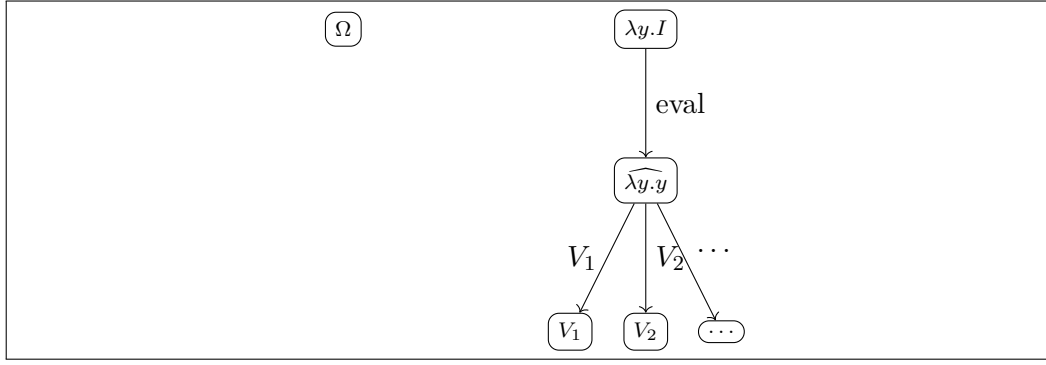 Ω λy.I
eval
$\widehat{λy.y}$
V₁ V₂ ⋯
V₁ V₂ ⋯